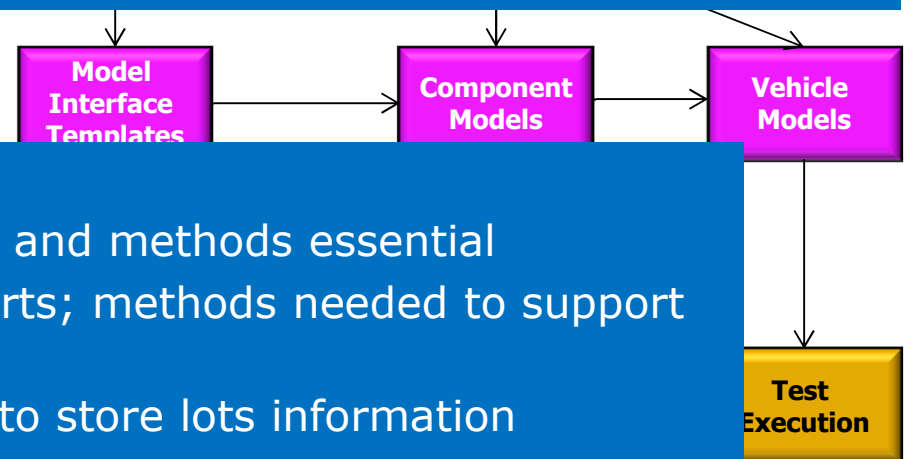 Model
Interface
Templates
Component
Models
Vehicle
Models
and methods essential
rts; methods needed to support
to store lots information
Test
Execution